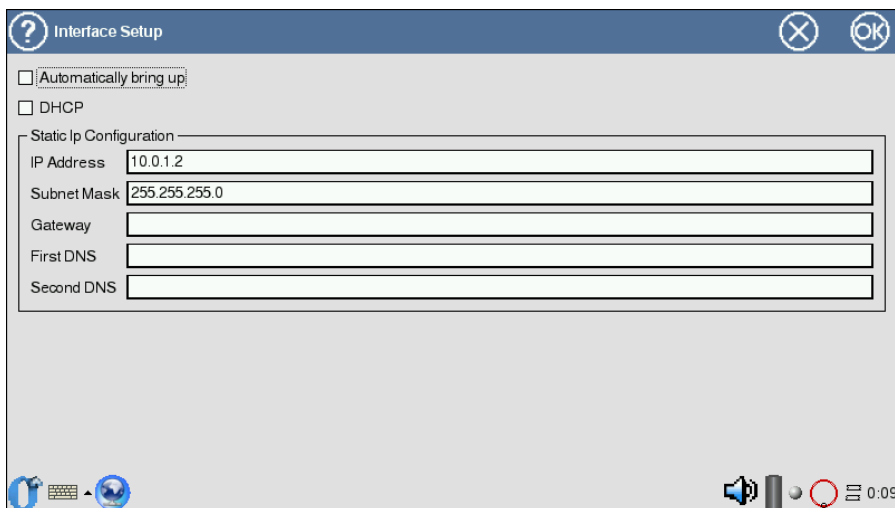 ? Interface Setup OK
Automatically bring up
DHCP
Static Ip Configuration
IP Address 10.0.1.2
Subnet Mask 255.255.255.0
Gateway
First DNS
Second DNS
0:09